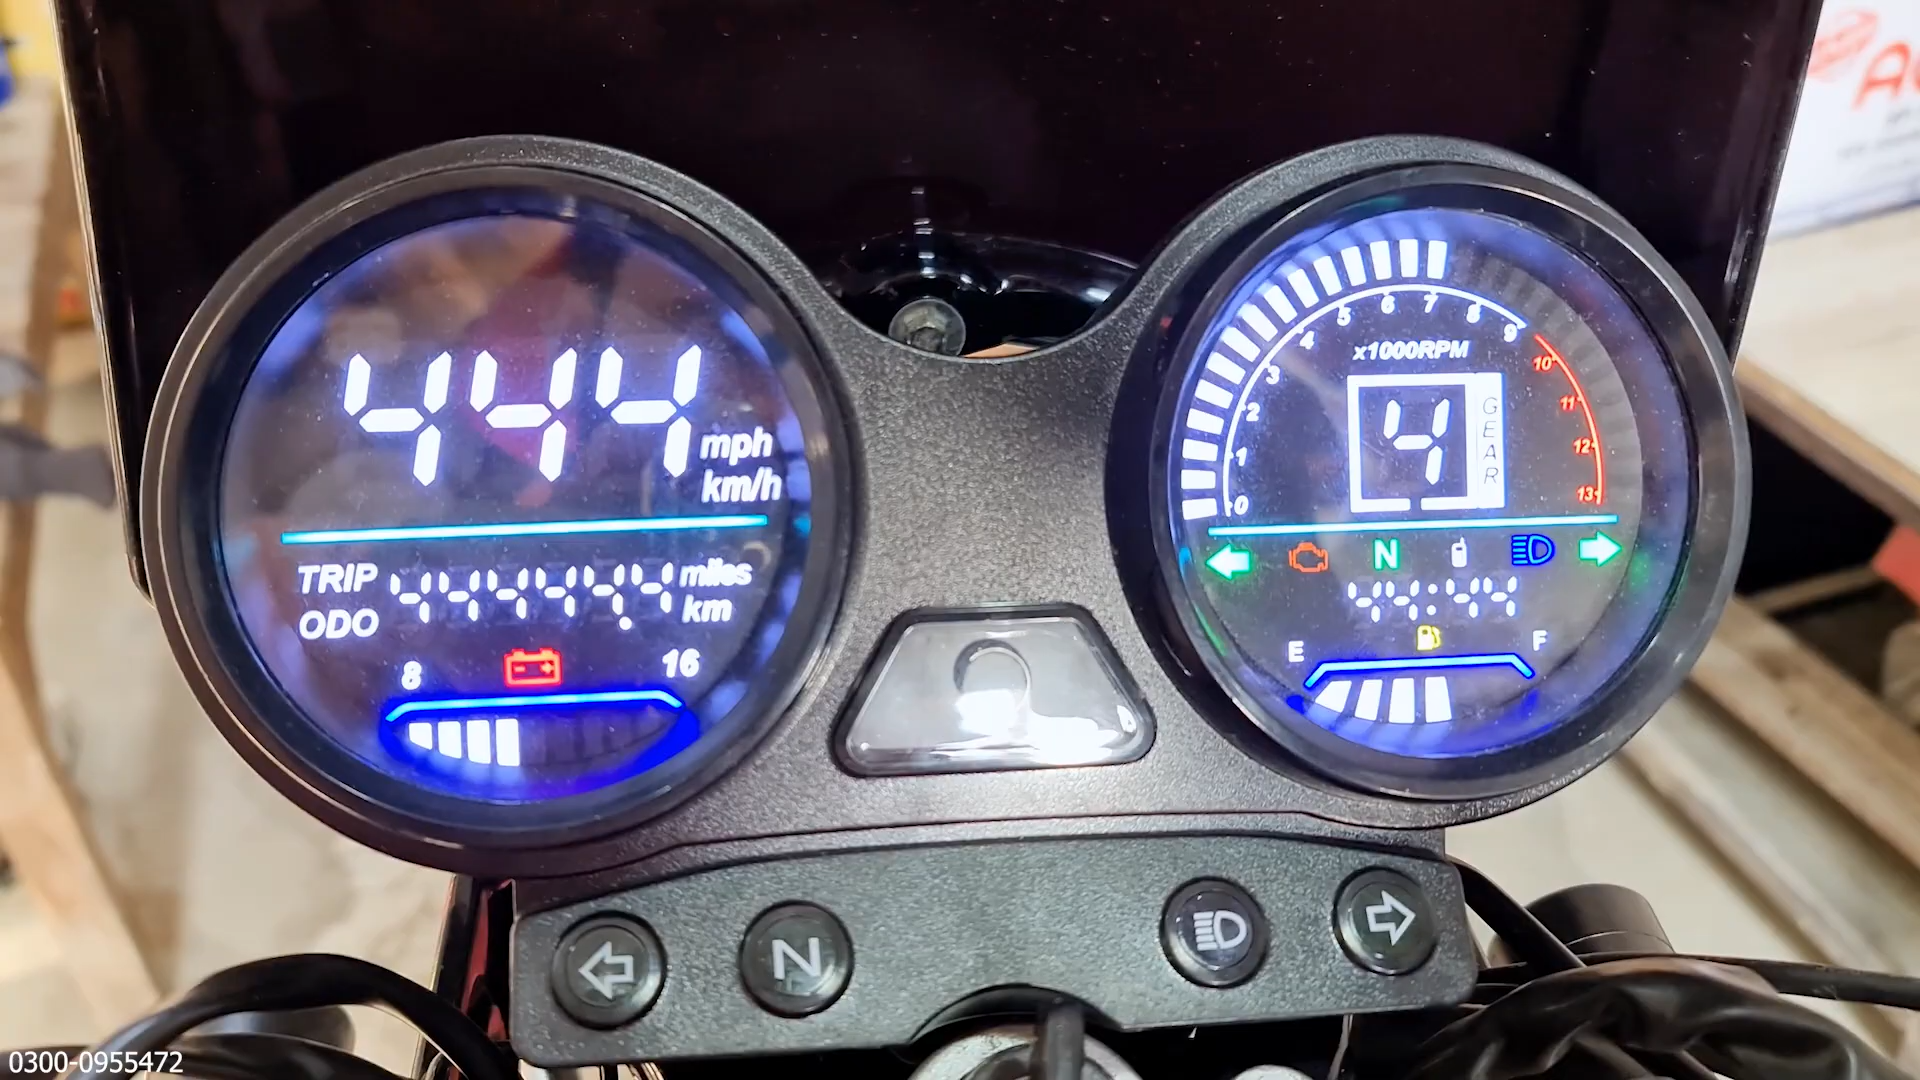 444
mph
km/h
TRIP 44444.4 miles
ODO km
8 16
0 1 2 3 4 5 6 7 8 9 10 11 12 13
x1000RPM
4
GEAR
N
44:44
E F
N
0300-0955472